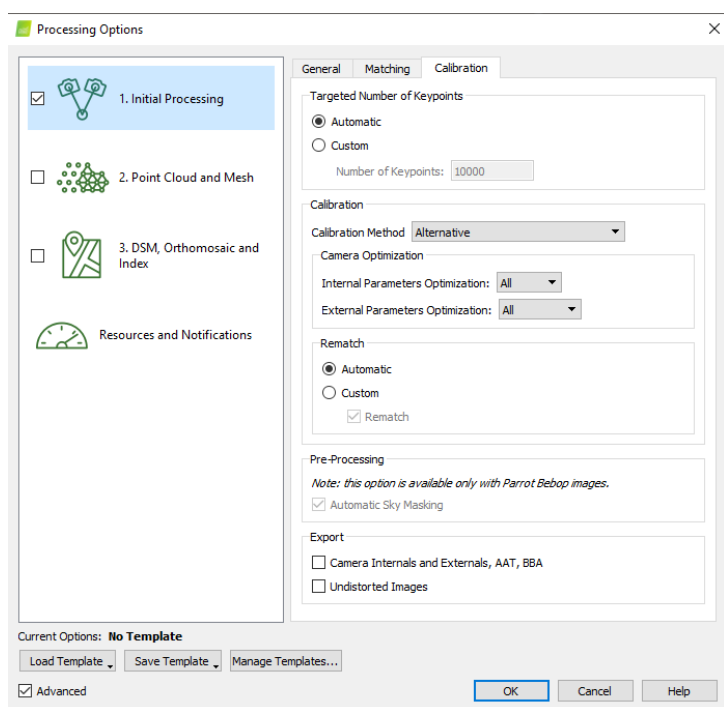 Processing Options
1. Initial Processing
2. Point Cloud and Mesh
3. DSM, Orthomosaic and
Index
Resources and Notifications
General Matching Calibration
Targeted Number of Keypoints
Automatic
Custom
Number of Keypoints: 10000
Calibration
Calibration Method Alternative
Camera Optimization
Internal Parameters Optimization: All
External Parameters Optimization: All
Rematch
Automatic
Custom
Rematch
Pre-Processing
Note: this option is available only with Parrot Bebop images.
Automatic Sky Masking
Export
Camera Internals and Externals, AAT, BBA
Undistorted Images
Current Options: No Template
Load Template Save Template Manage Templates...
Advanced
OK Cancel Help